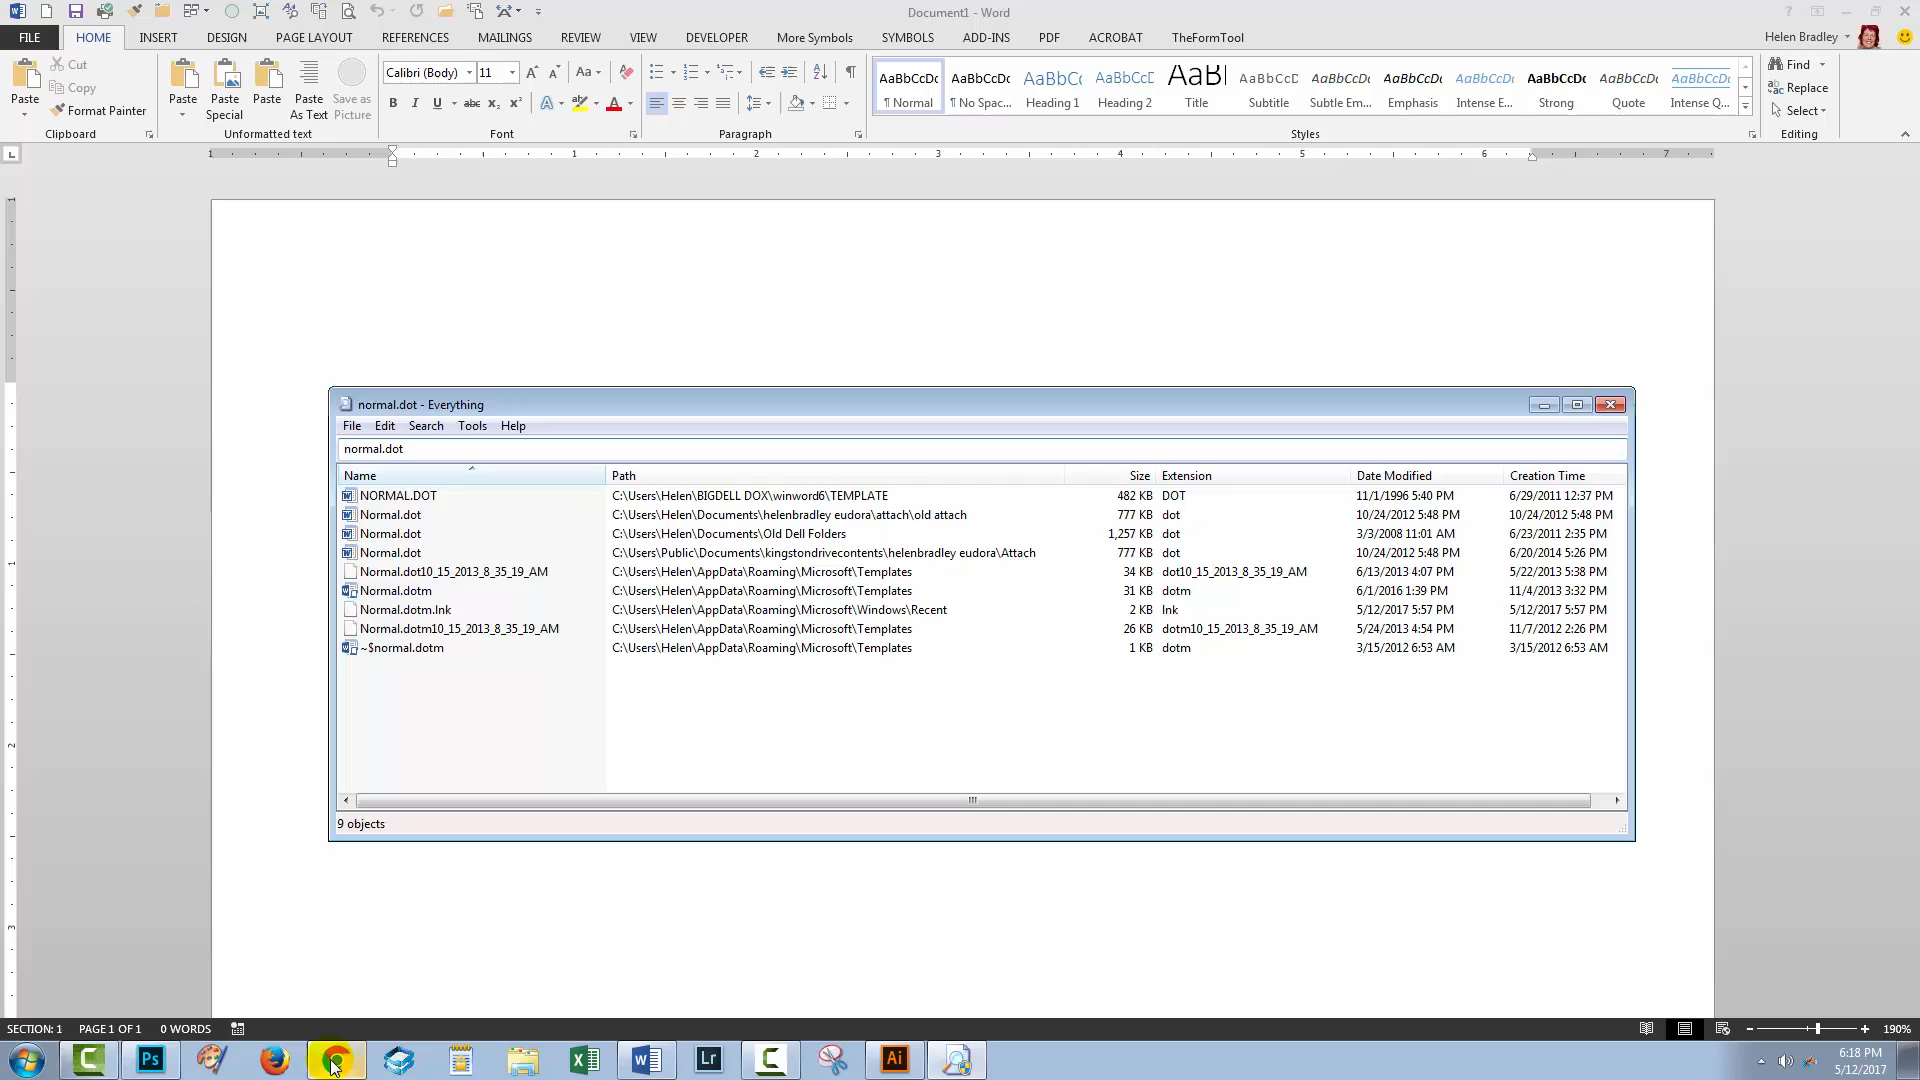 Document1 - Word
FILE HOME INSERT DESIGN PAGE LAYOUT REFERENCES MAILINGS REVIEW VIEW DEVELOPER More Symbols SYMBOLS ADD-INS PDF ACROBAT TheFormTool Helen Bradley
Paste
Cut
Copy
Format Painter
Clipboard
Paste
Paste Special
Paste
Paste As Text
Save as Picture
Unformatted text
Calibri (Body) 11
Font
Paragraph
AaBbCcDc AaBbCcDc AaBbCc AaBbCcD AaBl AaBbCcD AaBbCcDc AaBbCcDc AaBbCcDc AaBbCcDc AaBbCcDc AaBbCcDc
¶ Normal ¶ No Spac... Heading 1 Heading 2 Title Subtitle Subtle Em... Emphasis Intense E... Strong Quote Intense Q...
Styles
Find
Replace
Select
Editing
1 1 2 3 4 5 6 7
normal.dot - Everything
File Edit Search Tools Help
normal.dot
Name Path Size Extension Date Modified Creation Time
NORMAL.DOT C:\Users\Helen\BIGDELL DOX\winword6\TEMPLATE 482 KB DOT 11/1/1996 5:40 PM 6/29/2011 12:37 PM
Normal.dot C:\Users\Helen\Documents\helenbradley eudora\attach\old attach 777 KB dot 10/24/2012 5:48 PM 10/24/2012 5:48 PM
Normal.dot C:\Users\Helen\Documents\Old Dell Folders 1,257 KB dot 3/3/2008 11:01 AM 6/23/2011 2:35 PM
Normal.dot C:\Users\Public\Documents\kingstondrivecontents\helenbradley eudora\Attach 777 KB dot 10/24/2012 5:48 PM 6/20/2014 5:26 PM
Normal.dot10_15_2013_8_35_19_AM C:\Users\Helen\AppData\Roaming\Microsoft\Templates 34 KB dot10_15_2013_8_35_19_AM 6/13/2013 4:07 PM 5/22/2013 5:38 PM
Normal.dotm C:\Users\Helen\AppData\Roaming\Microsoft\Templates 31 KB dotm 6/1/2016 1:39 PM 11/4/2013 3:32 PM
Normal.dotm.lnk C:\Users\Helen\AppData\Roaming\Microsoft\Windows\Recent 2 KB lnk 5/12/2017 5:57 PM 5/12/2017 5:57 PM
Normal.dotm10_15_2013_8_35_19_AM C:\Users\Helen\AppData\Roaming\Microsoft\Templates 26 KB dotm10_15_2013_8_35_19_AM 5/24/2013 4:54 PM 11/7/2012 2:26 PM
~$normal.dotm C:\Users\Helen\AppData\Roaming\Microsoft\Templates 1 KB dotm 3/15/2012 6:53 AM 3/15/2012 6:53 AM
9 objects
SECTION: 1 PAGE 1 OF 1 0 WORDS 190%
Ps Lr Ai
6:18 PM
5/12/2017